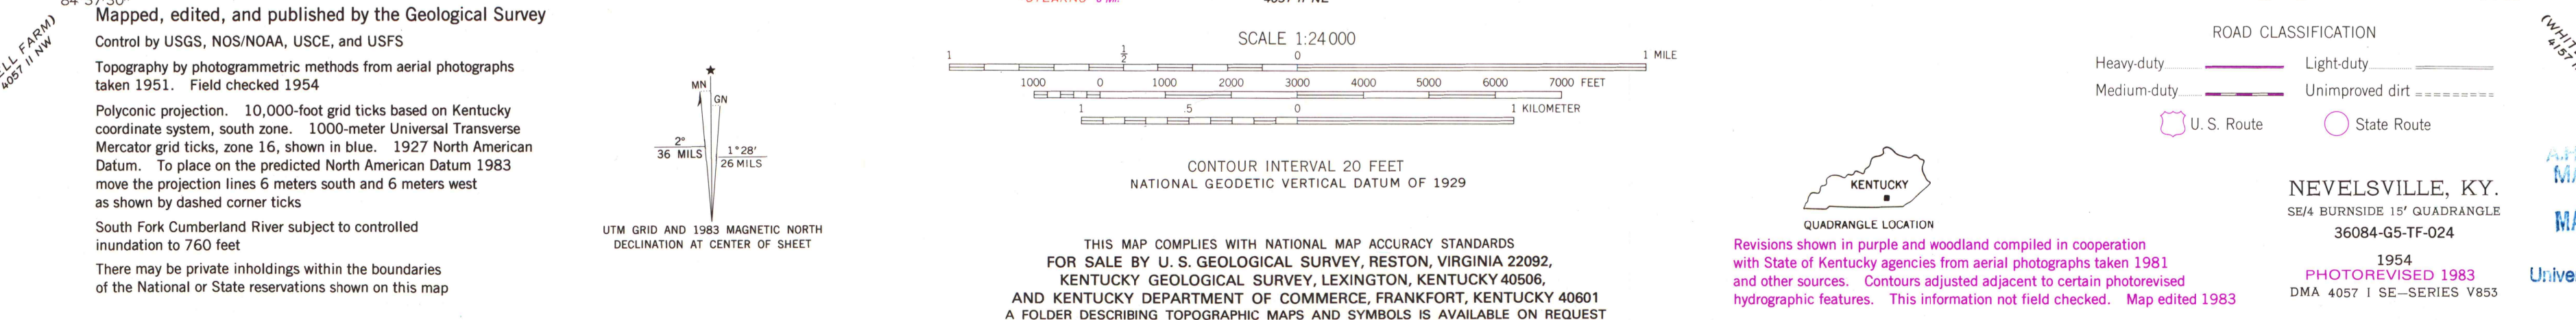 Mapped, edited, and published by the Geological Survey
Control by USGS, NOS/NOAA, USCE, and USFS
Topography by photogrammetric methods from aerial photographs
taken 1951. Field checked 1954
Polyconic projection. 10,000-foot grid ticks based on Kentucky
coordinate system, south zone. 1000-meter Universal Transverse
Mercator grid ticks, zone 16, shown in blue. 1927 North American
Datum. To place on the predicted North American Datum 1983
move the projection lines 6 meters south and 6 meters west
as shown by dashed corner ticks
South Fork Cumberland River subject to controlled
inundation to 760 feet
There may be private inholdings within the boundaries
of the National or State reservations shown on this map
FARM)
4057 II NW
MN
GN
2°
36 MILS
1°28′
26 MILS
UTM GRID AND 1983 MAGNETIC NORTH
DECLINATION AT CENTER OF SHEET
SCALE 1:24 000
1 1/2 0 1 MILE
1000 0 1000 2000 3000 4000 5000 6000 7000 FEET
1 .5 0 1 KILOMETER
CONTOUR INTERVAL 20 FEET
NATIONAL GEODETIC VERTICAL DATUM OF 1929
THIS MAP COMPLIES WITH NATIONAL MAP ACCURACY STANDARDS
FOR SALE BY U. S. GEOLOGICAL SURVEY, RESTON, VIRGINIA 22092,
KENTUCKY GEOLOGICAL SURVEY, LEXINGTON, KENTUCKY 40506,
AND KENTUCKY DEPARTMENT OF COMMERCE, FRANKFORT, KENTUCKY 40601
A FOLDER DESCRIBING TOPOGRAPHIC MAPS AND SYMBOLS IS AVAILABLE ON REQUEST
KENTUCKY
QUADRANGLE LOCATION
Revisions shown in purple and woodland compiled in cooperation
with State of Kentucky agencies from aerial photographs taken 1981
and other sources. Contours adjusted adjacent to certain photorevised
hydrographic features. This information not field checked. Map edited 1983
ROAD CLASSIFICATION
Heavy-duty Light-duty
Medium-duty Unimproved dirt
U. S. Route State Route
NEVELSVILLE, KY.
SE/4 BURNSIDE 15′ QUADRANGLE
36084-G5-TF-024
1954
PHOTOREVISED 1983
DMA 4057 I SE—SERIES V853